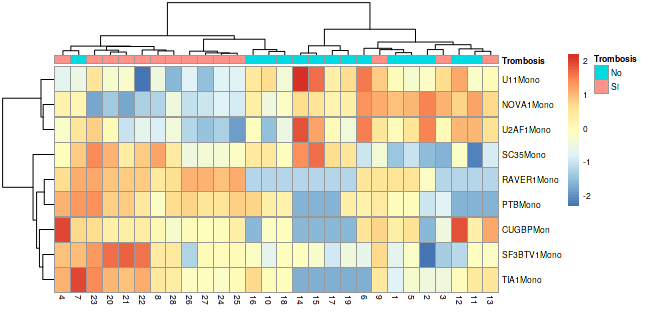 Trombosis
Trombosis
No
SI
2
1
0
-1
-2
U11Mono
NOVA1Mono
U2AF1Mono
SC35Mono
RAVER1Mono
PTBMono
CUGBPMon
SF3BTV1Mono
TIA1Mono
4 7 23 20 21 22 8 28 26 27 24 25 16 10 18 14 15 17 19 6 9 1 5 2 3 12 11 13